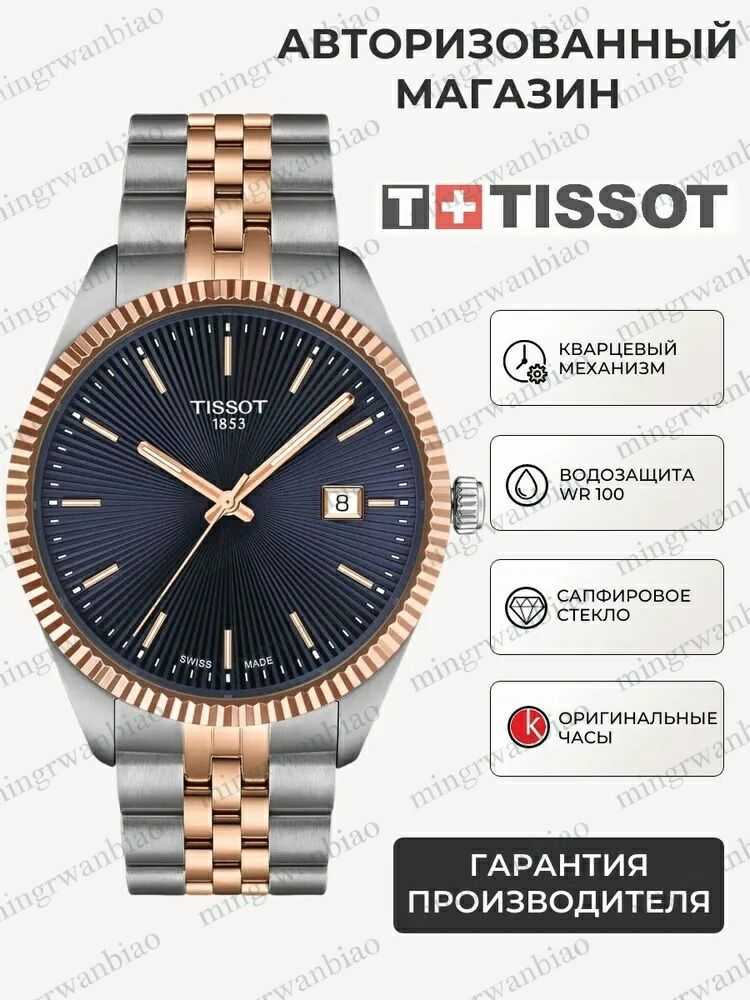 АВТОРИЗОВАННЫЙ
МАГАЗИН
T+TISSOT
КВАРЦЕВЫЙ
МЕХАНИЗМ
TISSOT
1853
8
ВОДОЗАЩИТА
WR 100
САПФИРОВОЕ
СТЕКЛО
SWISS MADE
k
ОРИГИНАЛЬНЫЕ
ЧАСЫ
ГАРАНТИЯ
ПРОИЗВОДИТЕЛЯ
mingrwanbiao